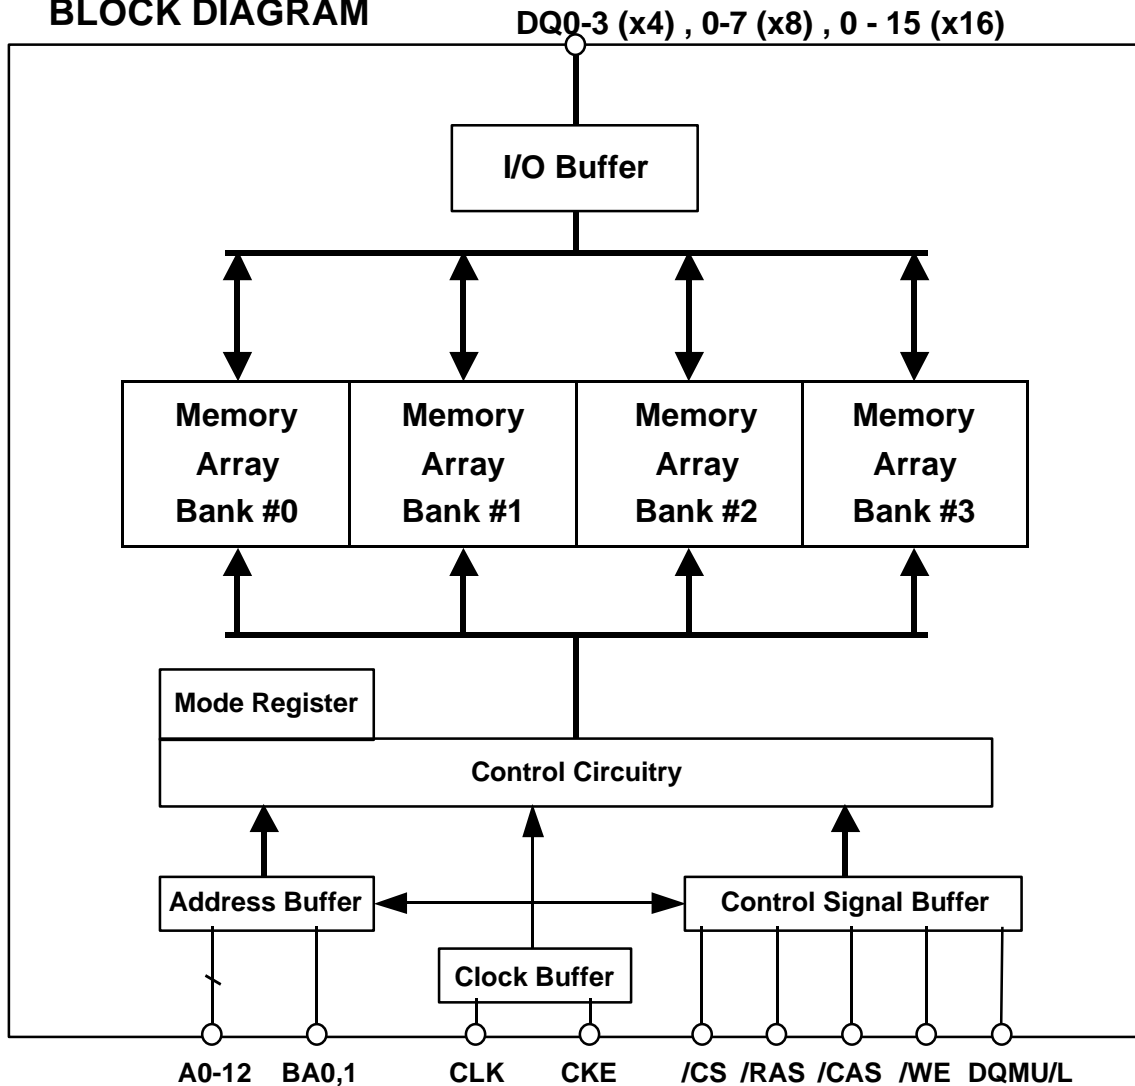 BLOCK DIAGRAM
DQ0-3 (x4) , 0-7 (x8) , 0 - 15 (x16)
I/O Buffer
Memory Array Bank #0
Memory Array Bank #1
Memory Array Bank #2
Memory Array Bank #3
Mode Register
Control Circuitry
Address Buffer
Control Signal Buffer
Clock Buffer
A0-12 BA0,1 CLK CKE /CS /RAS /CAS /WE DQMU/L